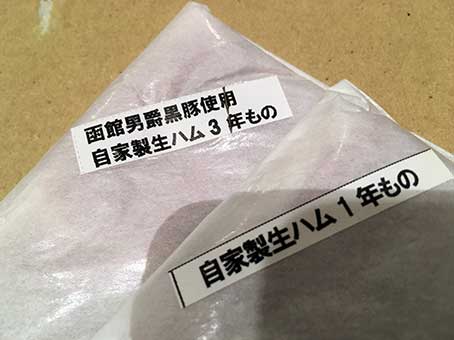 函館男爵黒豚使用
自家製生ハム3年もの
自家製生ハム1年もの